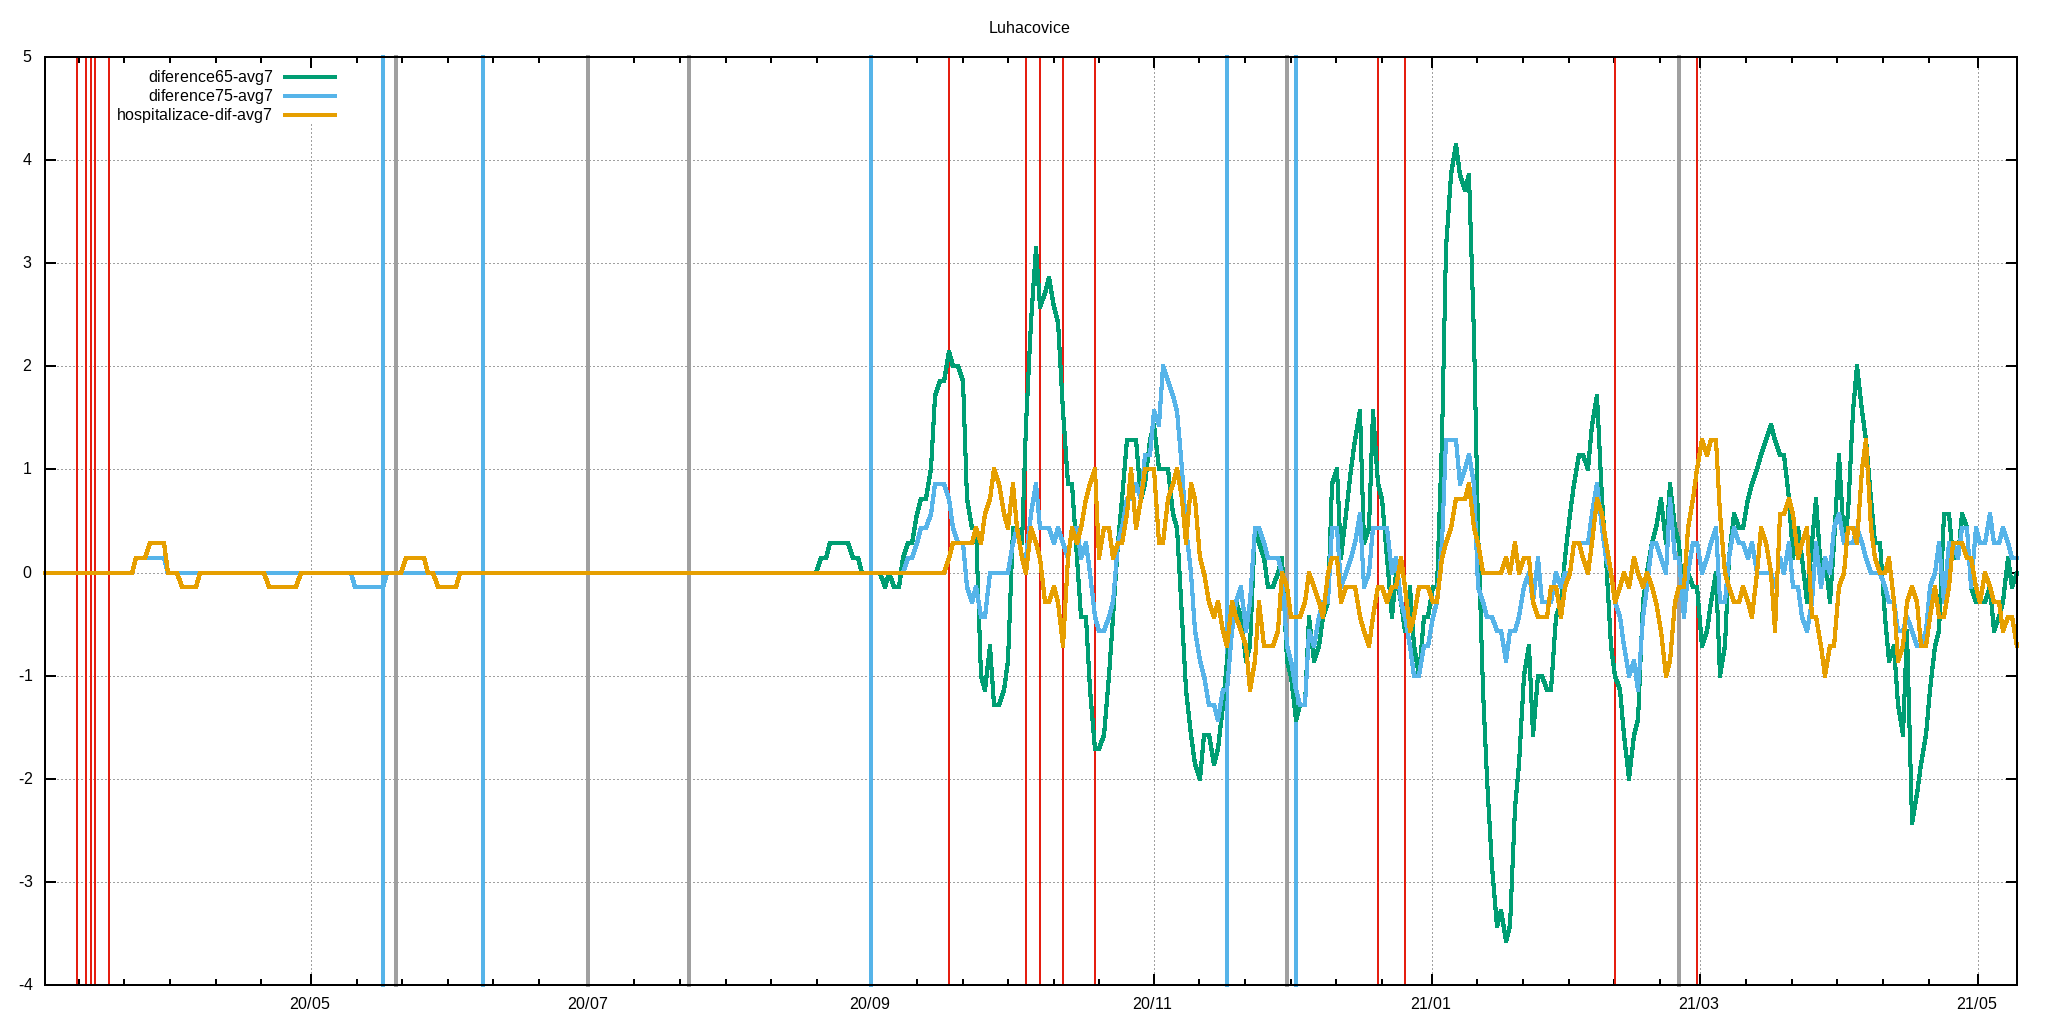 Luhacovice
5
diference65-avg7
diference75-avg7
hospitalizace-dif-avg7
4
3
2
1
0
-1
-2
-3
-4
20/05 20/07 20/09 20/11 21/01 21/03 21/05